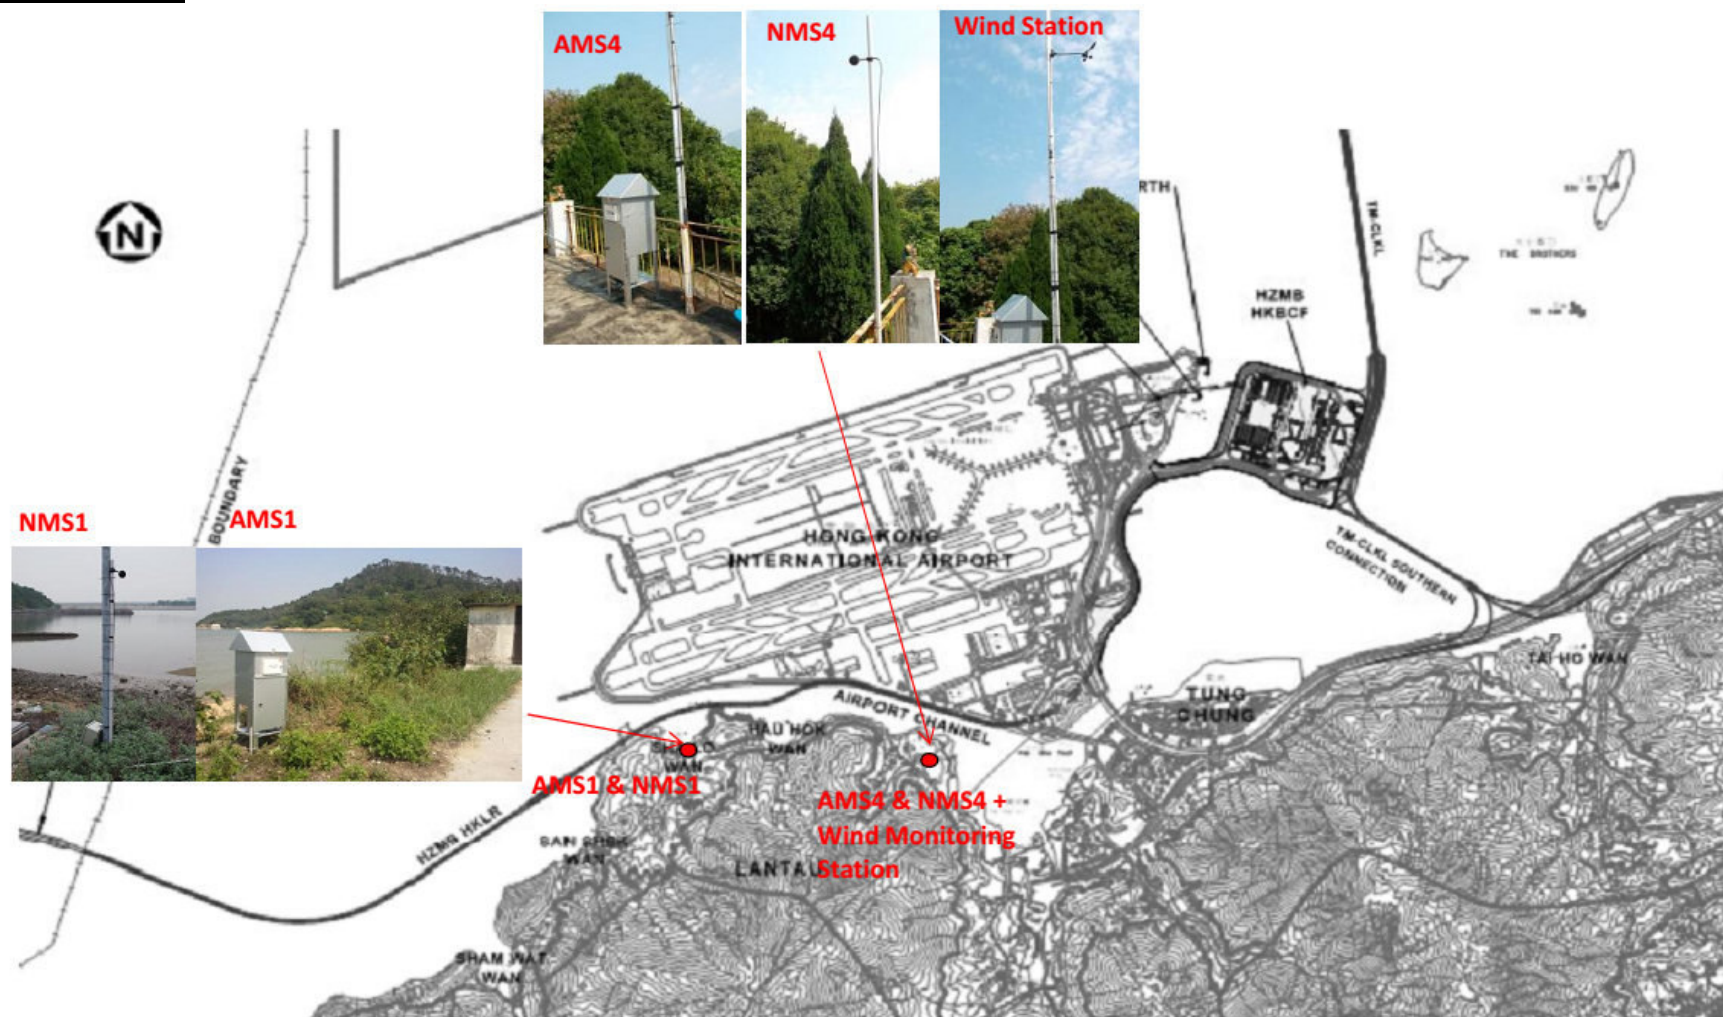 AMS4
NMS4
Wind Station
RTH
TM-CLKL
THE BROTHERS
HZMB
HKBCF
N
BOUNDARY
NMS1
AMS1
HONG KONG
INTERNATIONAL AIRPORT
TM-CLKL SOUTHERN
CONNECTION
TAI HO WAN
TUNG
CHUNG
AIRPORT CHANNEL
HAU HOK
WAN
WAN
AMS1 & NMS1
AMS4 & NMS4 +
Wind Monitoring
Station
HZMB HKLR
WAN
LANTAU
SHAM WAT
WAN